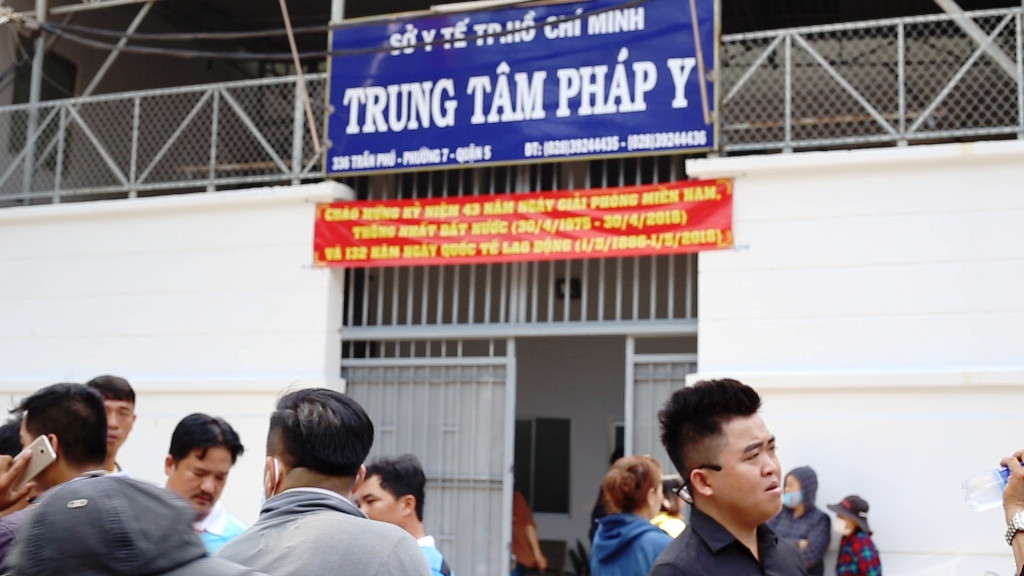 SỞ Y TẾ TP.HỒ CHÍ MINH
TRUNG TÂM PHÁP Y
336 TRẦN PHÚ - PHƯỜNG 7 - QUẬN 5 ĐT: (028)39244435 - (028)39244436
CHÀO MỪNG KỶ NIỆM 43 NĂM NGÀY GIẢI PHÓNG MIỀN NAM,
THỐNG NHẤT ĐẤT NƯỚC (30/4/1975 - 30/4/2018)
VÀ 132 NĂM NGÀY QUỐC TẾ LAO ĐỘNG (1/5/1886-1/5/2018)